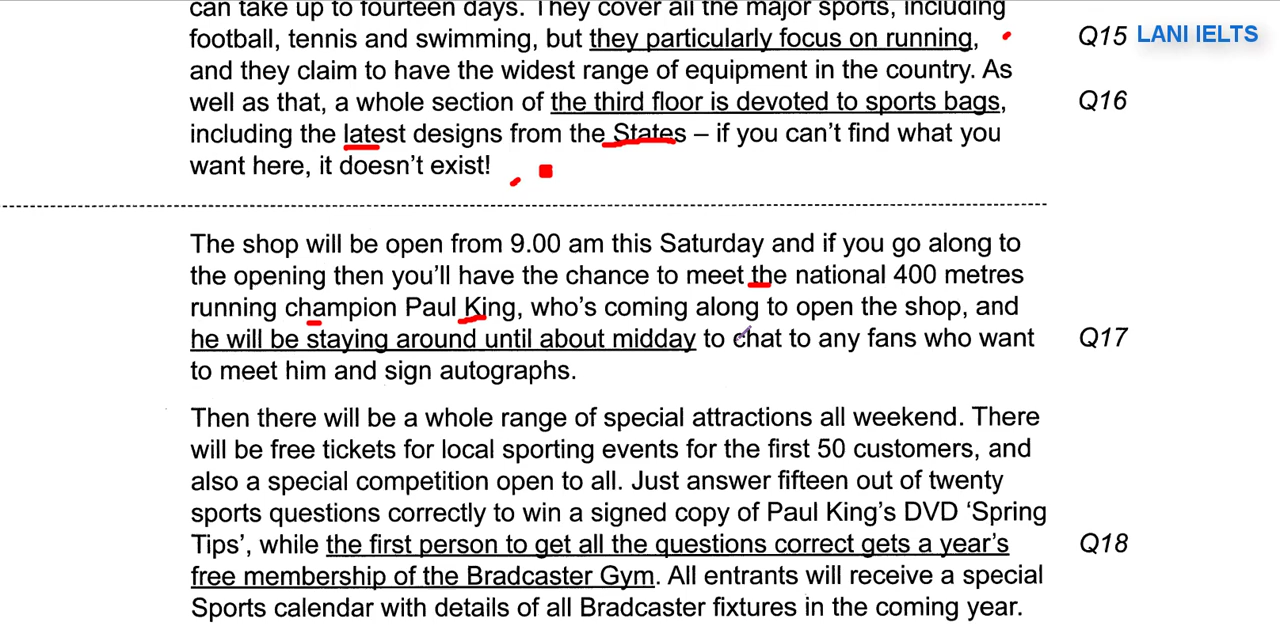 can take up to fourteen days. They cover all the major sports, including
football, tennis and swimming, but they particularly focus on running, Q15 LANI IELTS
and they claim to have the widest range of equipment in the country. As
well as that, a whole section of the third floor is devoted to sports bags, Q16
including the latest designs from the States – if you can't find what you
want here, it doesn't exist!
The shop will be open from 9.00 am this Saturday and if you go along to
the opening then you'll have the chance to meet the national 400 metres
running champion Paul King, who's coming along to open the shop, and
he will be staying around until about midday to chat to any fans who want Q17
to meet him and sign autographs.
Then there will be a whole range of special attractions all weekend. There
will be free tickets for local sporting events for the first 50 customers, and
also a special competition open to all. Just answer fifteen out of twenty
sports questions correctly to win a signed copy of Paul King's DVD 'Spring
Tips', while the first person to get all the questions correct gets a year's Q18
free membership of the Bradcaster Gym. All entrants will receive a special
Sports calendar with details of all Bradcaster fixtures in the coming year.